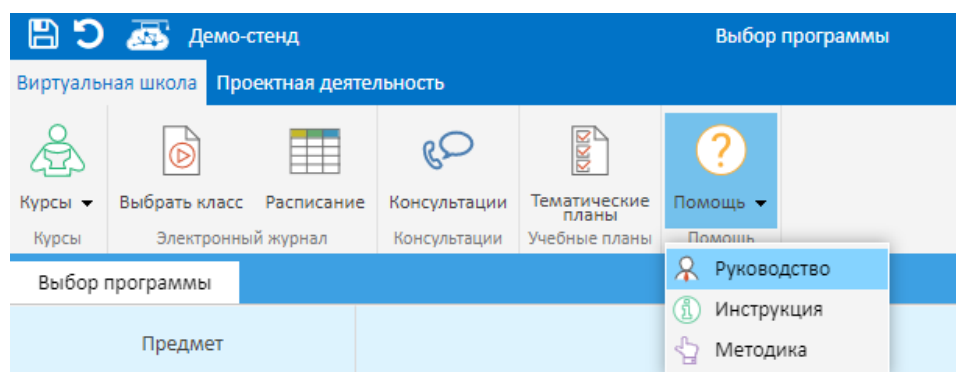 Демо-стенд
Выбор программы
Виртуальная школа
Проектная деятельность
Курсы
Выбрать класс
Расписание
Консультации
Тематические
планы
Помощь
Курсы
Электронный журнал
Консультации
Учебные планы
Помощь
Выбор программы
Руководство
Инструкция
Предмет
Методика